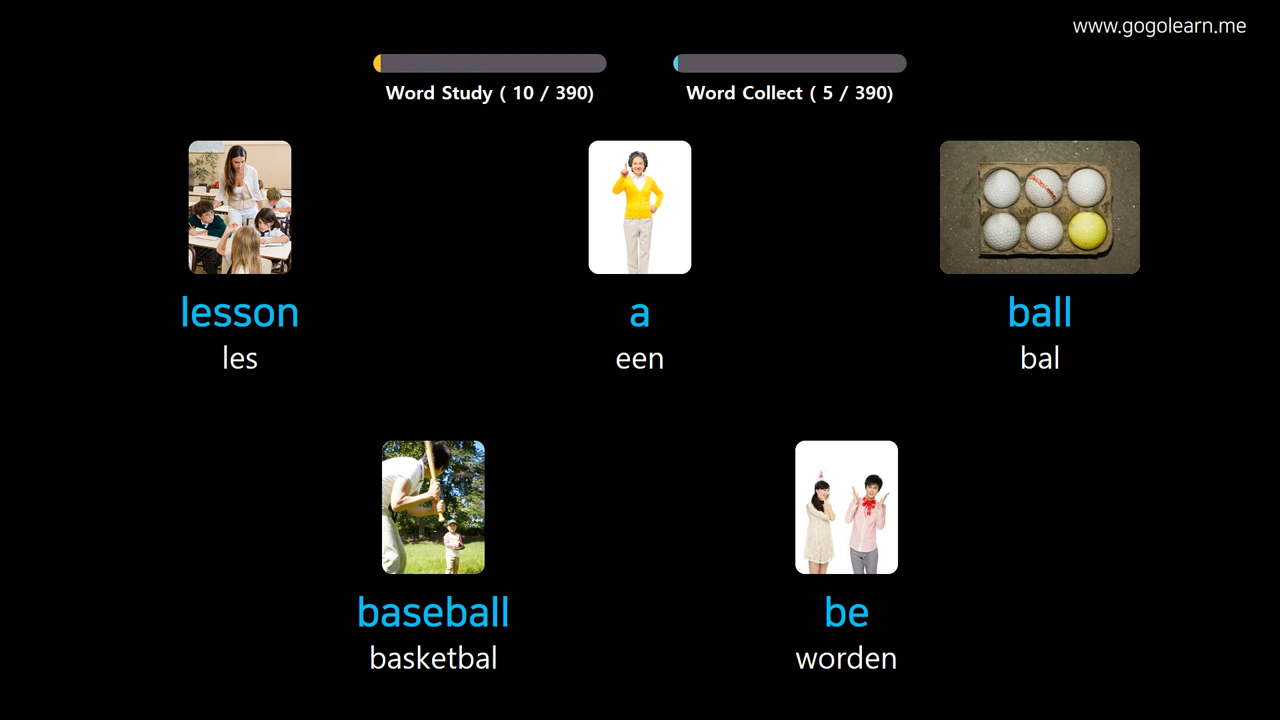 www.gogolearn.me
Word Study ( 10 / 390)
Word Collect ( 5 / 390)
lesson
les
a
een
ball
bal
baseball
basketbal
be
worden